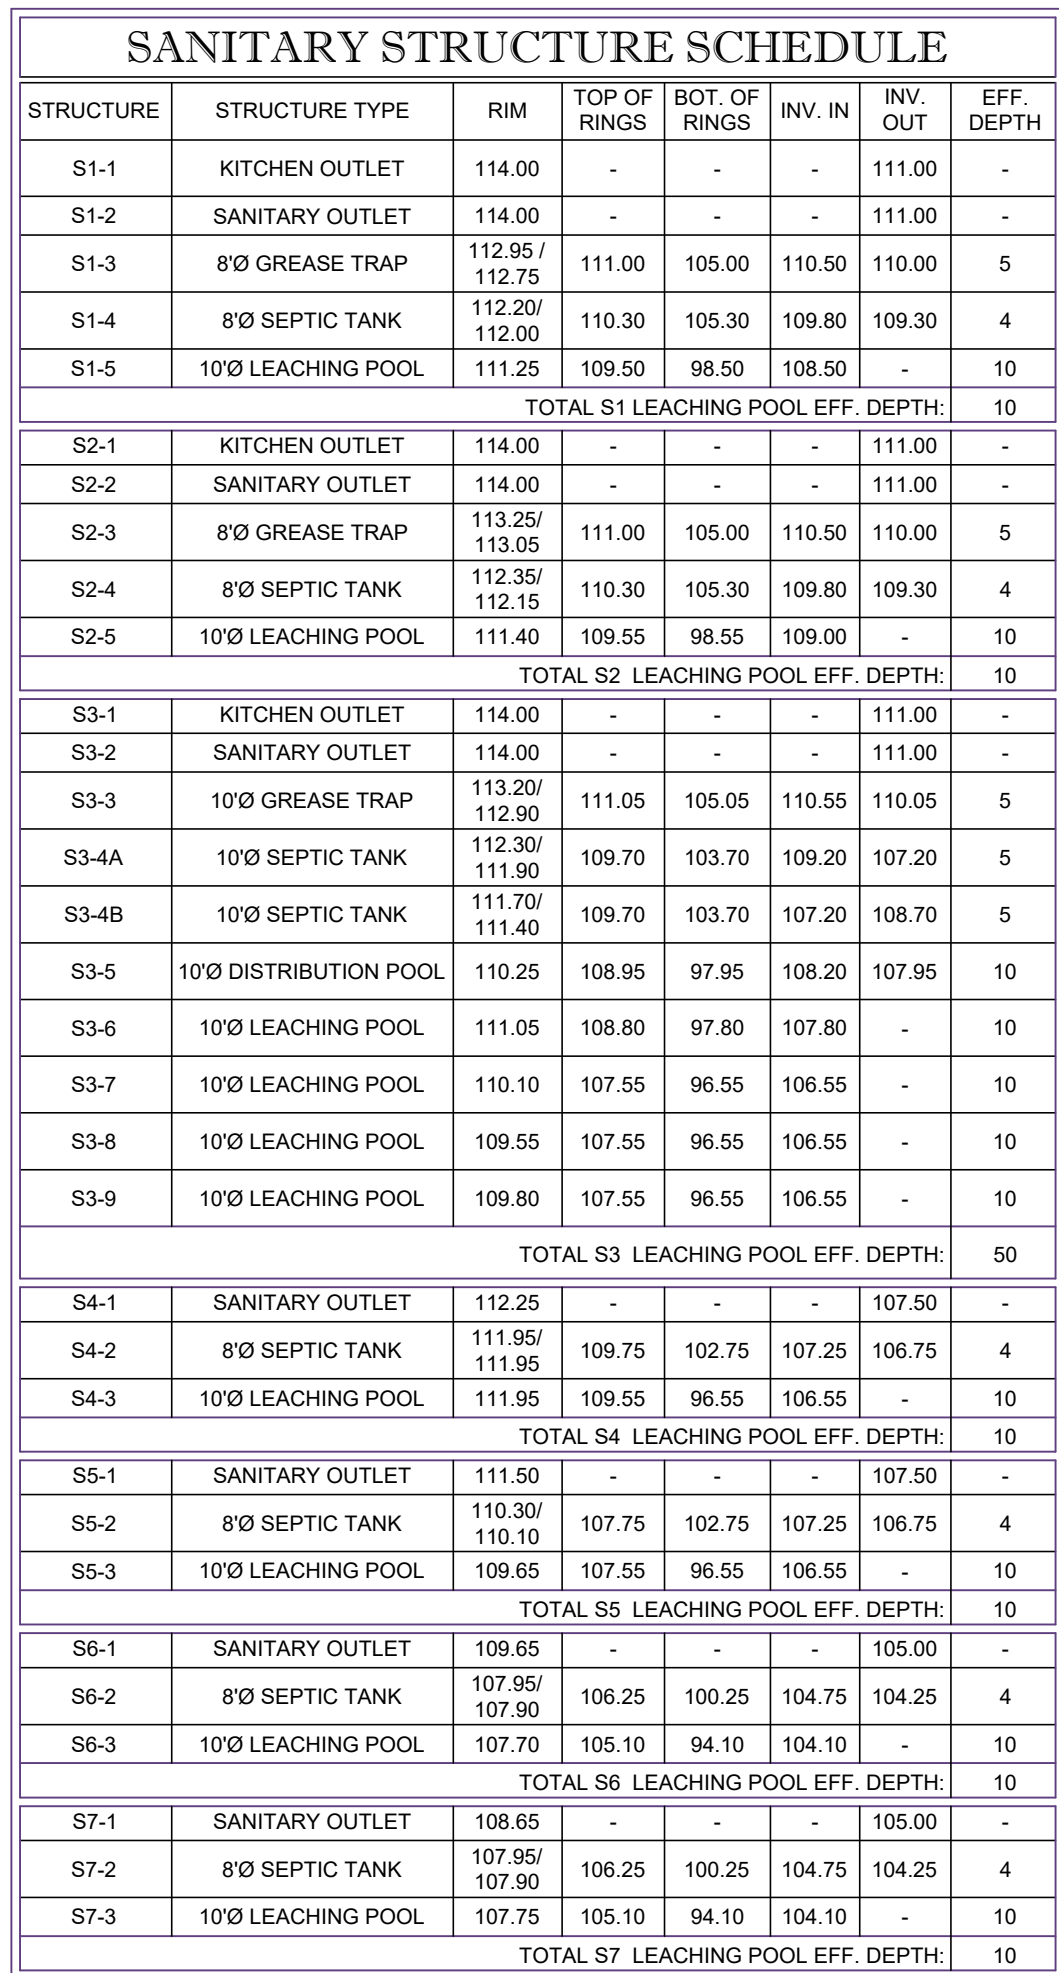 SANITARY STRUCTURE SCHEDULE
STRUCTURE STRUCTURE TYPE RIM TOP OF RINGS BOT. OF RINGS INV. IN INV. OUT EFF. DEPTH
S1-1 KITCHEN OUTLET 114.00 - - - 111.00 -
S1-2 SANITARY OUTLET 114.00 - - - 111.00 -
S1-3 8'Ø GREASE TRAP 112.95 / 112.75 111.00 105.00 110.50 110.00 5
S1-4 8'Ø SEPTIC TANK 112.20/ 112.00 110.30 105.30 109.80 109.30 4
S1-5 10'Ø LEACHING POOL 111.25 109.50 98.50 108.50 - 10
TOTAL S1 LEACHING POOL EFF. DEPTH: 10
S2-1 KITCHEN OUTLET 114.00 - - - 111.00 -
S2-2 SANITARY OUTLET 114.00 - - - 111.00 -
S2-3 8'Ø GREASE TRAP 113.25/ 113.05 111.00 105.00 110.50 110.00 5
S2-4 8'Ø SEPTIC TANK 112.35/ 112.15 110.30 105.30 109.80 109.30 4
S2-5 10'Ø LEACHING POOL 111.40 109.55 98.55 109.00 - 10
TOTAL S2 LEACHING POOL EFF. DEPTH: 10
S3-1 KITCHEN OUTLET 114.00 - - - 111.00 -
S3-2 SANITARY OUTLET 114.00 - - - 111.00 -
S3-3 10'Ø GREASE TRAP 113.20/ 112.90 111.05 105.05 110.55 110.05 5
S3-4A 10'Ø SEPTIC TANK 112.30/ 111.90 109.70 103.70 109.20 107.20 5
S3-4B 10'Ø SEPTIC TANK 111.70/ 111.40 109.70 103.70 107.20 108.70 5
S3-5 10'Ø DISTRIBUTION POOL 110.25 108.95 97.95 108.20 107.95 10
S3-6 10'Ø LEACHING POOL 111.05 108.80 97.80 107.80 - 10
S3-7 10'Ø LEACHING POOL 110.10 107.55 96.55 106.55 - 10
S3-8 10'Ø LEACHING POOL 109.55 107.55 96.55 106.55 - 10
S3-9 10'Ø LEACHING POOL 109.80 107.55 96.55 106.55 - 10
TOTAL S3 LEACHING POOL EFF. DEPTH: 50
S4-1 SANITARY OUTLET 112.25 - - - 107.50 -
S4-2 8'Ø SEPTIC TANK 111.95/ 111.95 109.75 102.75 107.25 106.75 4
S4-3 10'Ø LEACHING POOL 111.95 109.55 96.55 106.55 - 10
TOTAL S4 LEACHING POOL EFF. DEPTH: 10
S5-1 SANITARY OUTLET 111.50 - - - 107.50 -
S5-2 8'Ø SEPTIC TANK 110.30/ 110.10 107.75 102.75 107.25 106.75 4
S5-3 10'Ø LEACHING POOL 109.65 107.55 96.55 106.55 - 10
TOTAL S5 LEACHING POOL EFF. DEPTH: 10
S6-1 SANITARY OUTLET 109.65 - - - 105.00 -
S6-2 8'Ø SEPTIC TANK 107.95/ 107.90 106.25 100.25 104.75 104.25 4
S6-3 10'Ø LEACHING POOL 107.70 105.10 94.10 104.10 - 10
TOTAL S6 LEACHING POOL EFF. DEPTH: 10
S7-1 SANITARY OUTLET 108.65 - - - 105.00 -
S7-2 8'Ø SEPTIC TANK 107.95/ 107.90 106.25 100.25 104.75 104.25 4
S7-3 10'Ø LEACHING POOL 107.75 105.10 94.10 104.10 - 10
TOTAL S7 LEACHING POOL EFF. DEPTH: 10